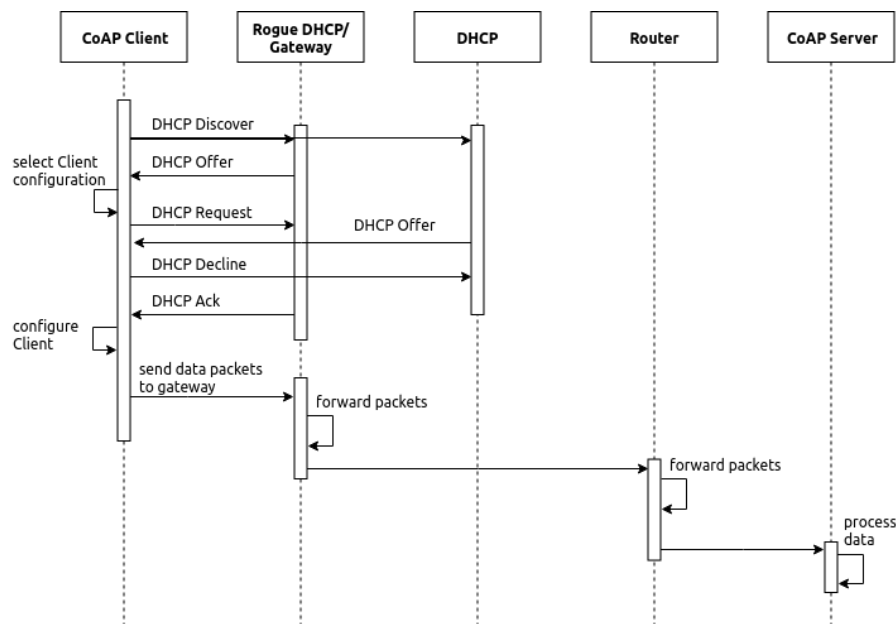 CoAP Client
Rogue DHCP/
Gateway
DHCP
Router
CoAP Server
DHCP Discover
select Client
configuration
DHCP Offer
DHCP Request
DHCP Offer
DHCP Decline
DHCP Ack
configure
Client
send data packets
to gateway
forward packets
forward packets
process
data